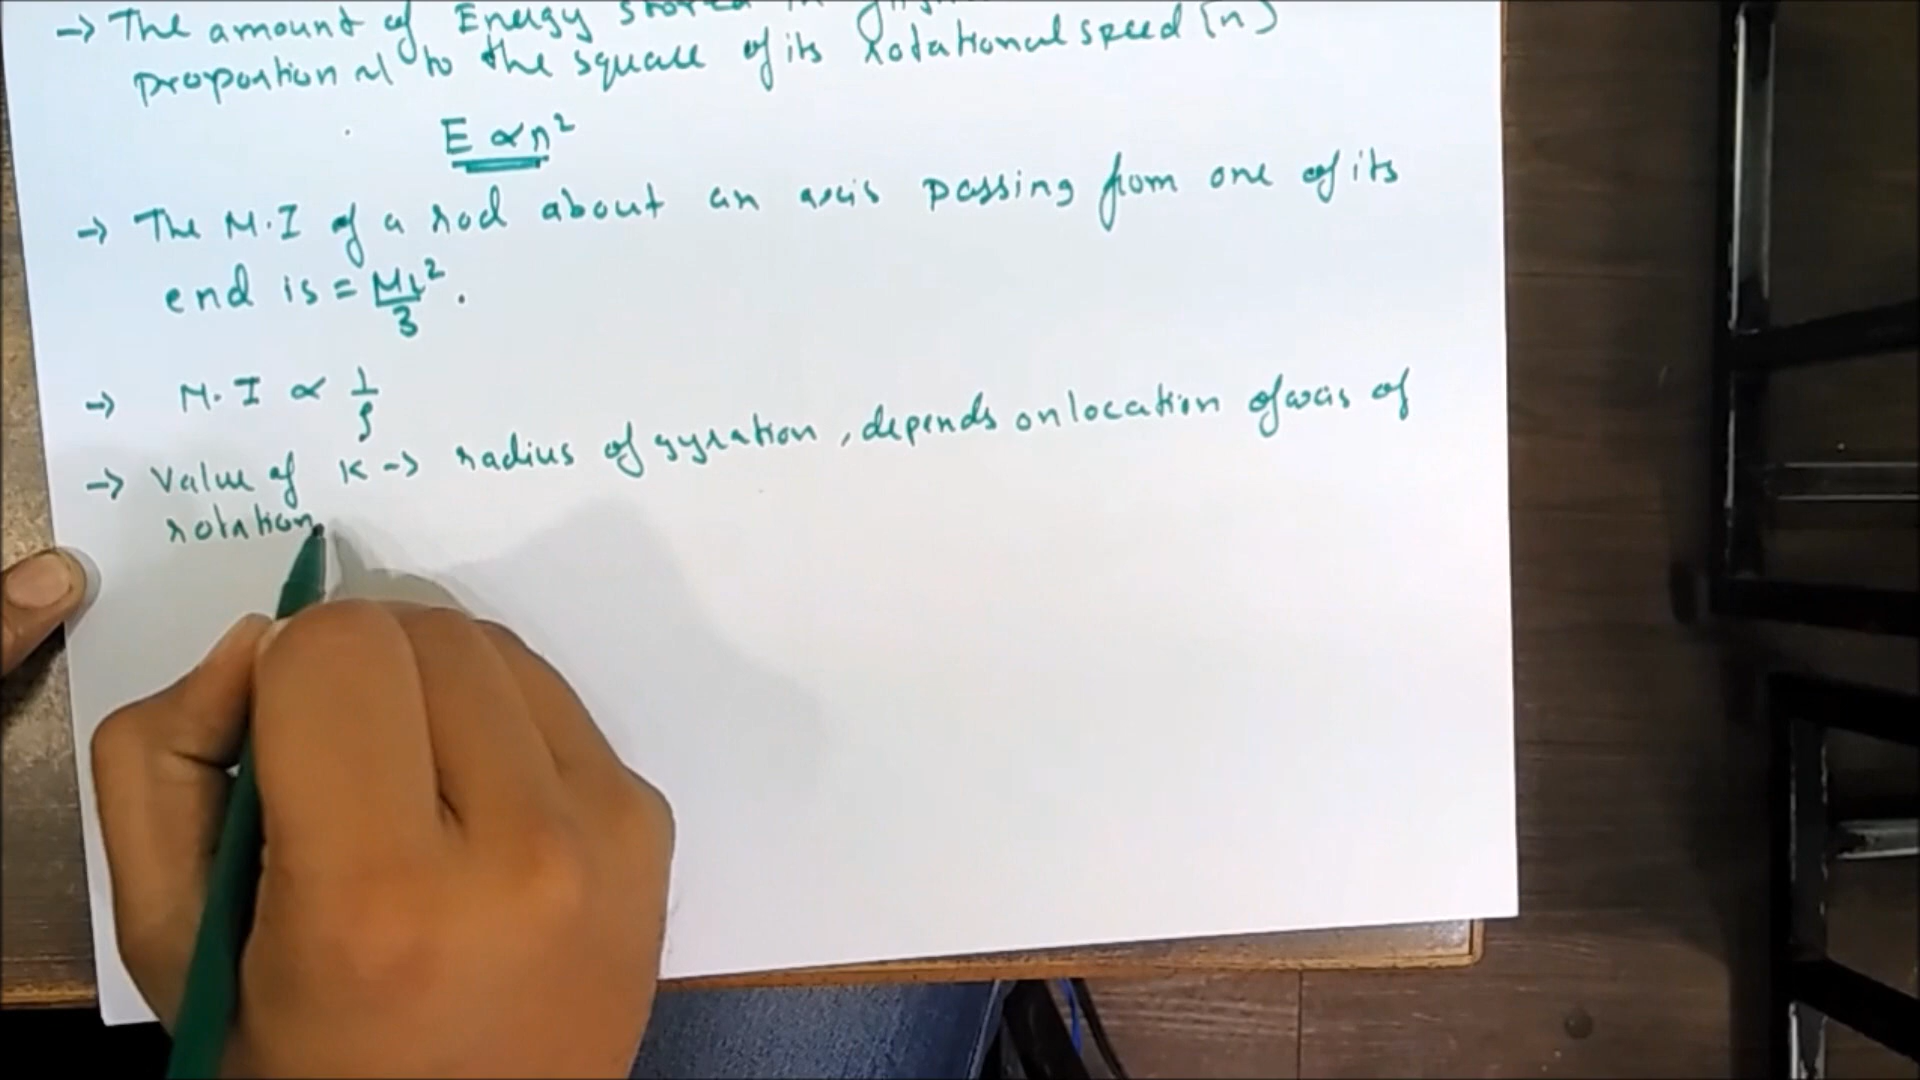 → The amount of Energy stored in
proportional to the square of its Rotational speed (n)
E ∝ n²
→ The M.I of a rod about an axis passing from one of its
end is = ML²/3 .
→ M.I ∝ 1/ρ
→ Value of K → radius of gyration , depends on location of axis of
rotation